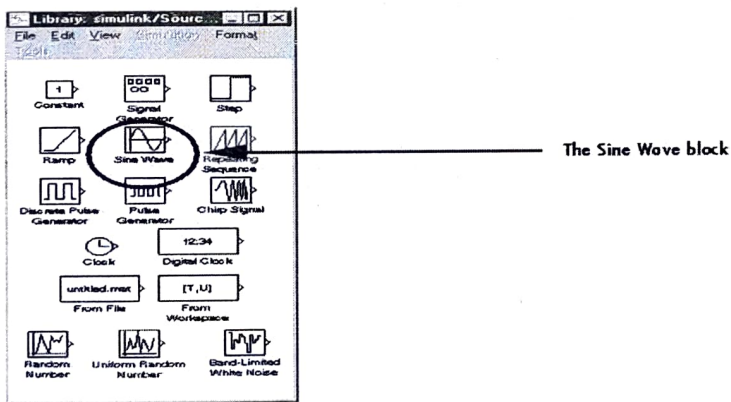 Library: simulink/Sourc...
File Edit View Simulation Format
Tools
1
Constant
Signal
Generator
Step
Ramp
Sine Wave
Repeating
Sequence
The Sine Wave block
Discrete Pulse
Generator
Pulse
Generator
Chirp Signal
Clock
12:34
Digital Clock
untitled.mat
From File
[T,U]
From
Workspace
Random
Number
Uniform Random
Number
Band-Limited
White Noise